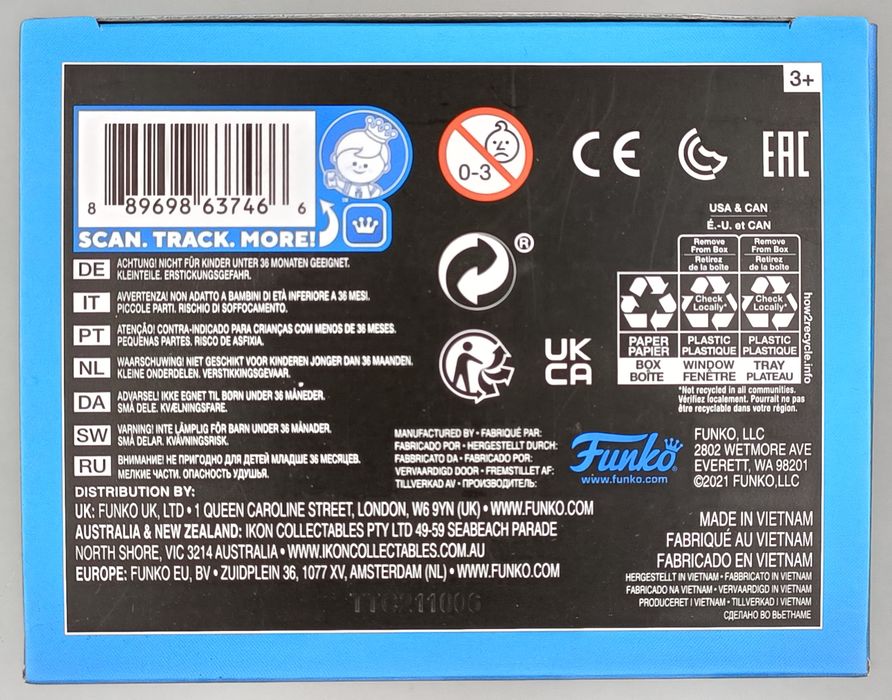 3+
8 89698 63746 6
SCAN. TRACK. MORE!
SM
0-3
CE
EAC
®
DE ACHTUNG! NICHT FÜR KINDER UNTER 36 MONATEN GEEIGNET.
KLEINTEILE. ERSTICKUNGSGEFAHR.
IT AVVERTENZA! NON ADATTO A BAMBINI DI ETÀ INFERIORE A 36 MESI.
PICCOLE PARTI. RISCHIO DI SOFFOCAMENTO.
PT ATENÇÃO! CONTRA-INDICADO PARA CRIANÇAS COM MENOS DE 36 MESES.
PEQUENAS PARTES. RISCO DE ASFIXIA.
NL WAARSCHUWING! NIET GESCHIKT VOOR KINDEREN JONGER DAN 36 MAANDEN.
KLEINE ONDERDELEN. VERSTIKKINGSGEVAAR.
DA ADVARSEL! IKKE EGNET TIL BØRN UNDER 36 MÅNEDER.
SMÅ DELE. KVÆLNINGSFARE.
SW VARNING! INTE LÄMPLIG FÖR BARN UNDER 36 MÅNADER.
SMÅ DELAR. KVÄVNINGSRISK.
RU ВНИМАНИЕ! НЕ ПРИГОДНО ДЛЯ ДЕТЕЙ МЛАДШЕ 36 МЕСЯЦЕВ.
МЕЛКИЕ ЧАСТИ. ОПАСНОСТЬ УДУШЬЯ.
UK
CA
USA & CAN
É.-U. et CAN
Remove From Box Remove From Box
Retirez de la boîte Retirez de la boîte
Check Locally* Check Locally*
PAPER PLASTIC PLASTIC
PAPIER PLASTIQUE PLASTIQUE
BOX WINDOW TRAY
BOÎTE FENÊTRE PLATEAU
how2recycle.info
*Not recycled in all communities.
Vérifiez localement. Pourrait ne pas
être recyclable dans votre région.
MANUFACTURED BY • FABRIQUÉ PAR:
FABRICADO POR • HERGESTELLT DURCH:
FABBRICATO DA • FABRICADO POR:
VERVAARDIGD DOOR • FREMSTILLET AF:
TILLVERKAD AV • ПРОИЗВОДИТЕЛЬ:
Funko®
www.funko.com
FUNKO, LLC
2802 WETMORE AVE
EVERETT, WA 98201
©2021 FUNKO,LLC
DISTRIBUTION BY:
UK: FUNKO UK, LTD • 1 QUEEN CAROLINE STREET, LONDON, W6 9YN (UK) • WWW.FUNKO.COM
AUSTRALIA & NEW ZEALAND: IKON COLLECTABLES PTY LTD 49-59 SEABEACH PARADE
NORTH SHORE, VIC 3214 AUSTRALIA • WWW.IKONCOLLECTABLES.COM.AU
EUROPE: FUNKO EU, BV • ZUIDPLEIN 36, 1077 XV, AMSTERDAM (NL) • WWW.FUNKO.COM
MADE IN VIETNAM
FABRIQUÉ AU VIETNAM
FABRICADO EN VIETNAM
HERGESTELLT IN VIETNAM • FABBRICATO IN VIETNAM
FABRICADO NA VIETNAM • VERVAARDIGD IN VIETNAM
PRODUCERET I VIETNAM • TILLVERKAD I VIETNAM
СДЕЛАНО ВО ВЬЕТНАМЕ